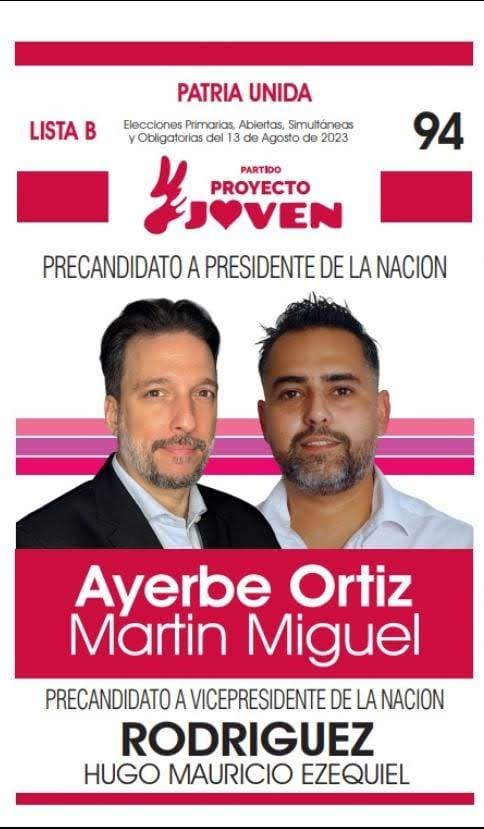 PATRIA UNIDA
LISTA B
Elecciones Primarias, Abiertas, Simultáneas
y Obligatorias del 13 de Agosto de 2023
94
PARTIDO
PROYECTO
JOVEN
PRECANDIDATO A PRESIDENTE DE LA NACION
Ayerbe Ortiz
Martin Miguel
PRECANDIDATO A VICEPRESIDENTE DE LA NACION
RODRIGUEZ
HUGO MAURICIO EZEQUIEL